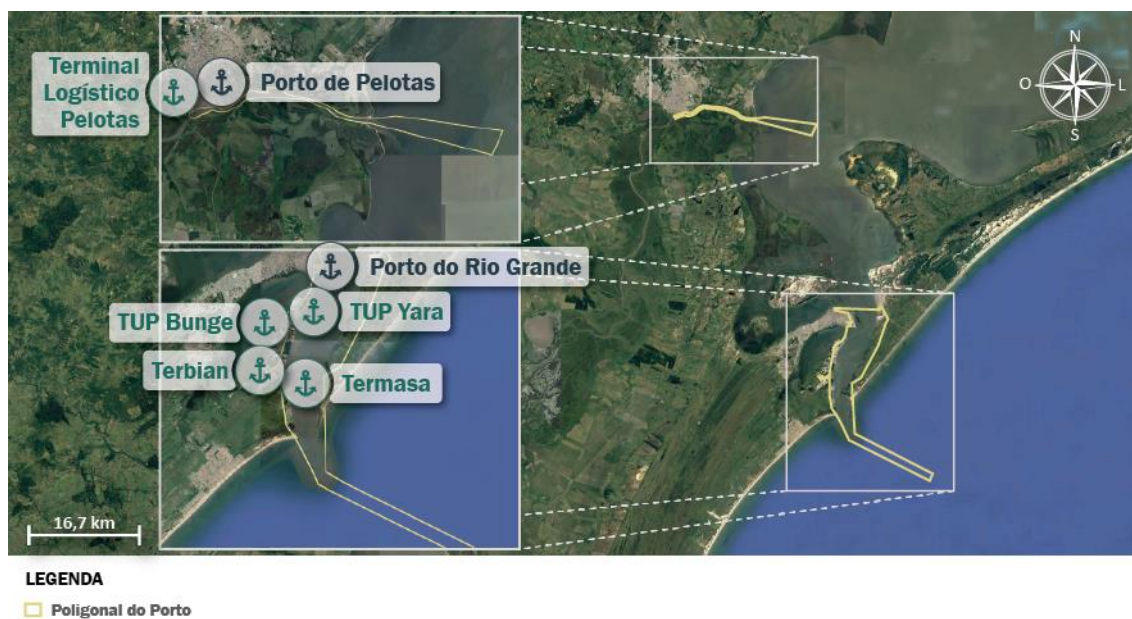 Terminal
Logístico
Pelotas
Porto de Pelotas
Porto do Rio Grande
TUP Bunge
TUP Yara
Terbian
Termasa
N
O
L
S
16,7 km
LEGENDA
Poligonal do Porto